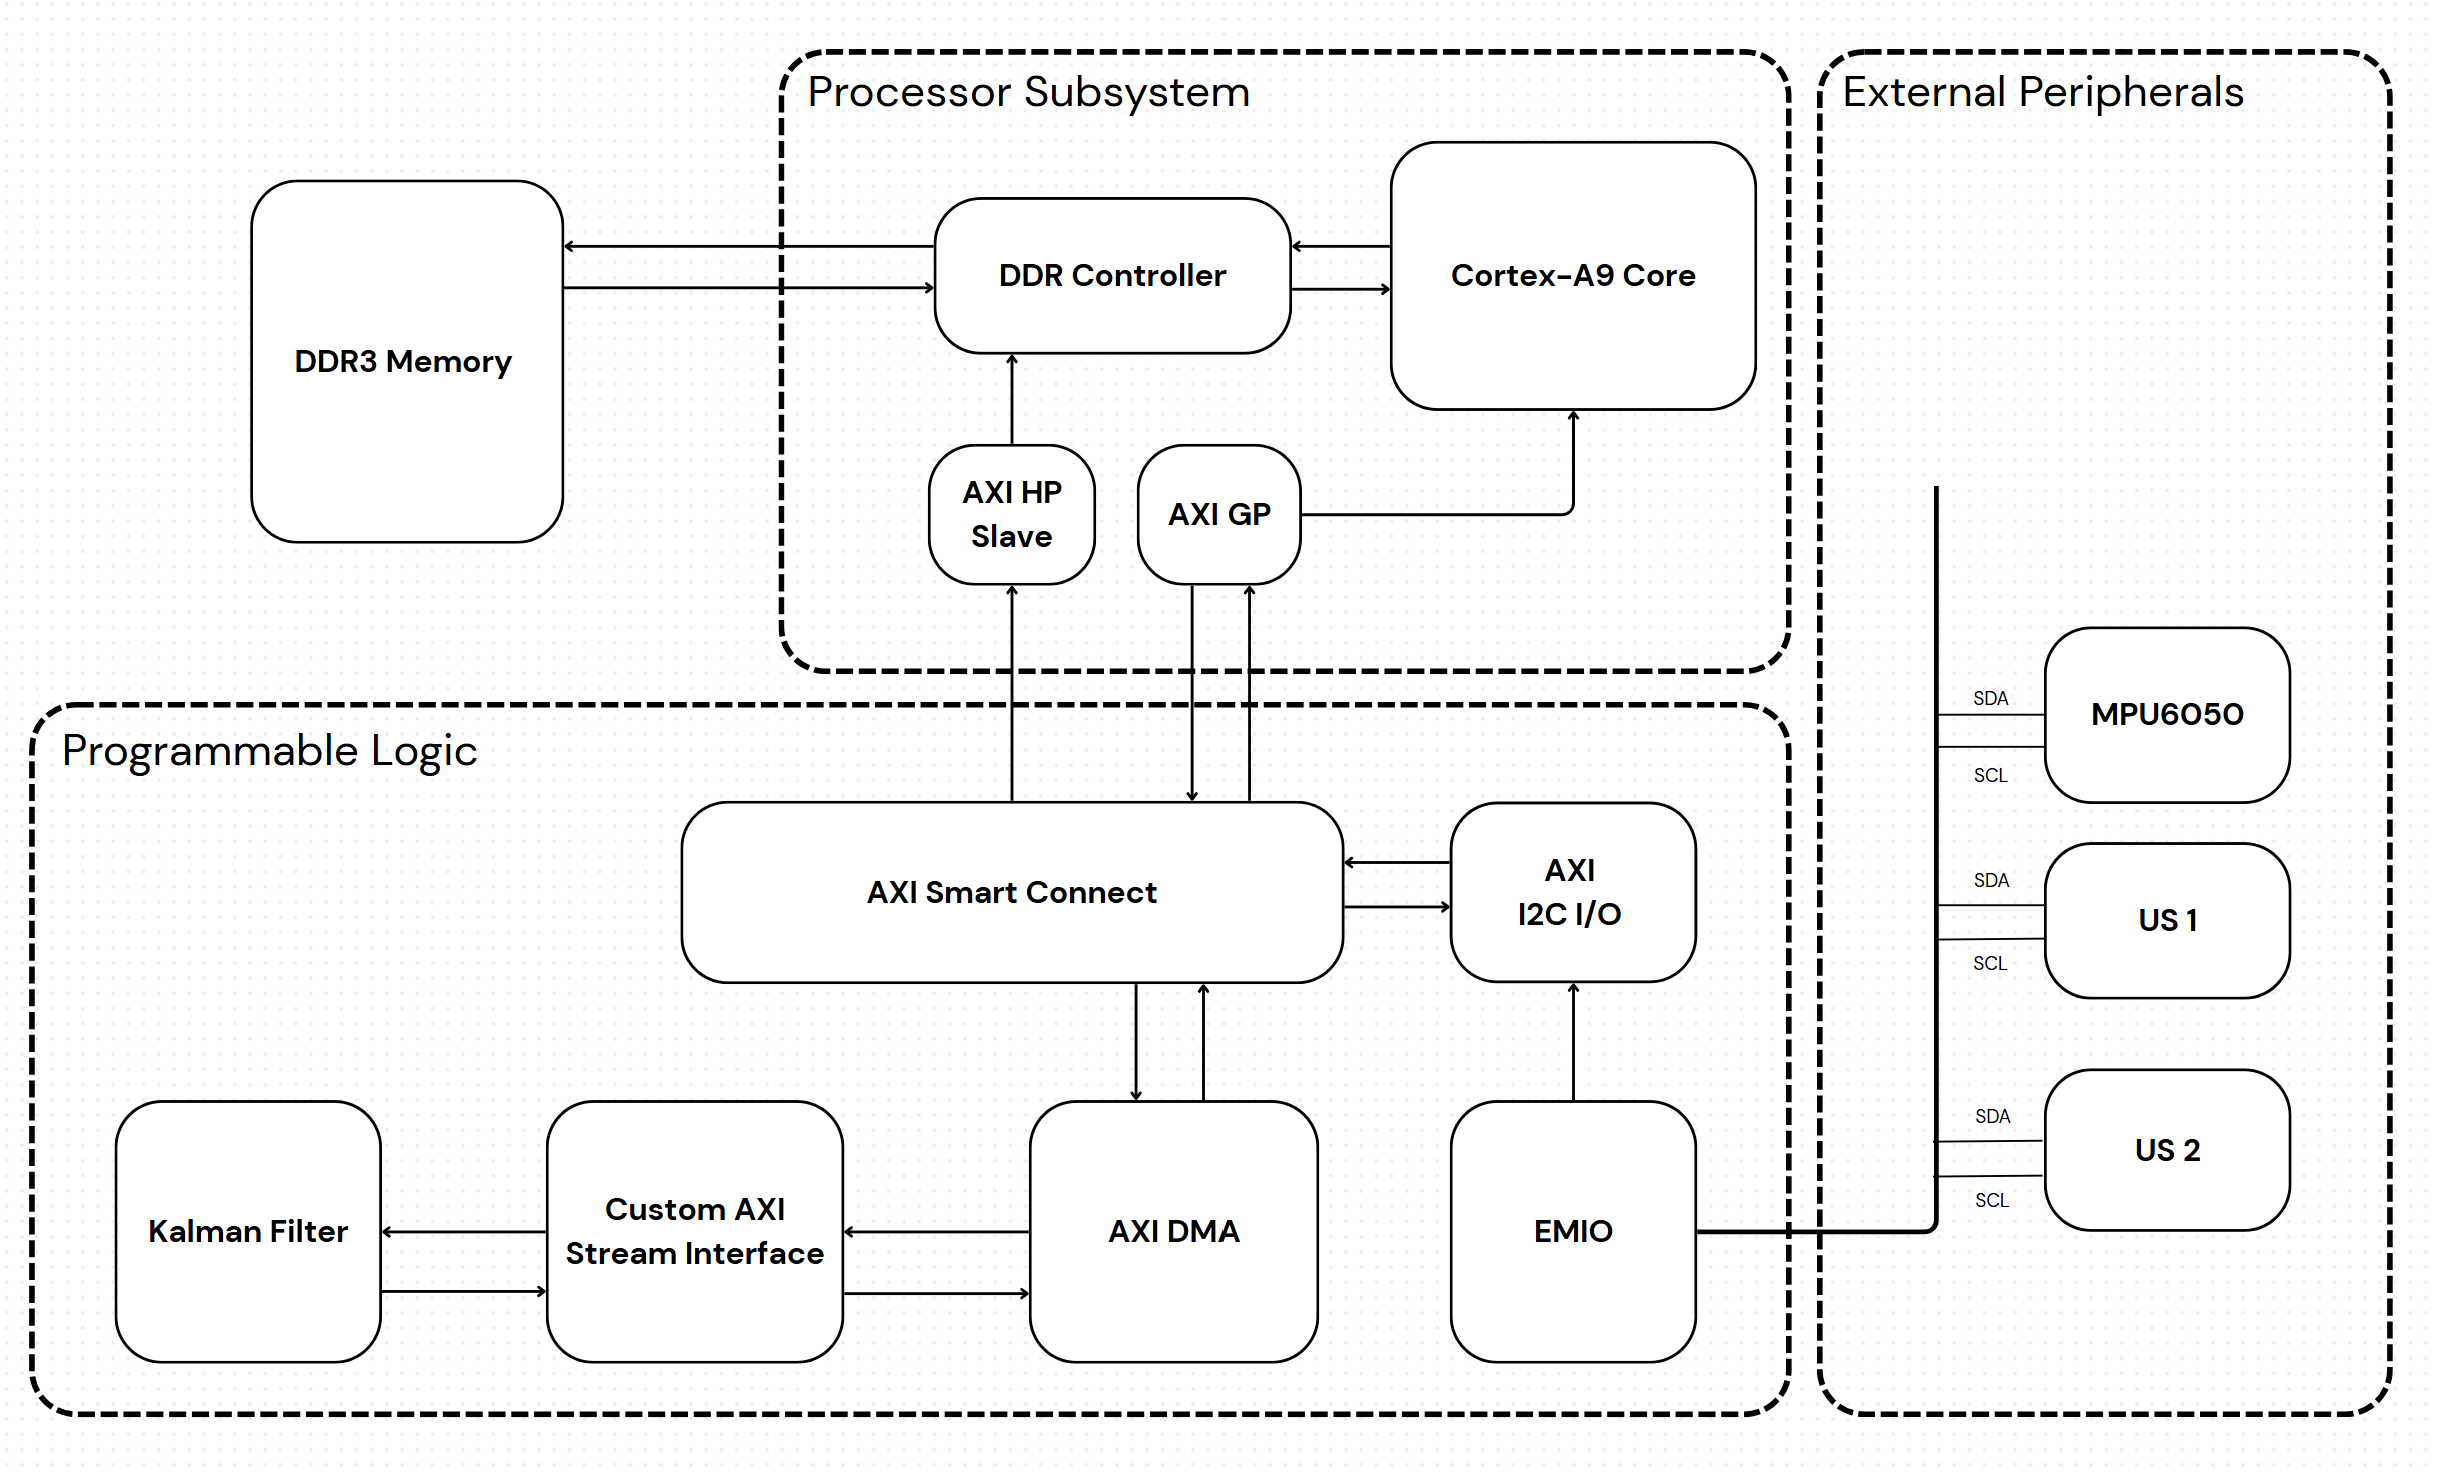 Processor Subsystem
External Peripherals
DDR3 Memory
DDR Controller
Cortex-A9 Core
AXI HP
Slave
AXI GP
Programmable Logic
AXI Smart Connect
AXI
I2C I/O
Kalman Filter
Custom AXI
Stream Interface
AXI DMA
EMIO
SDA
SCL
MPU6050
SDA
SCL
US 1
SDA
SCL
US 2